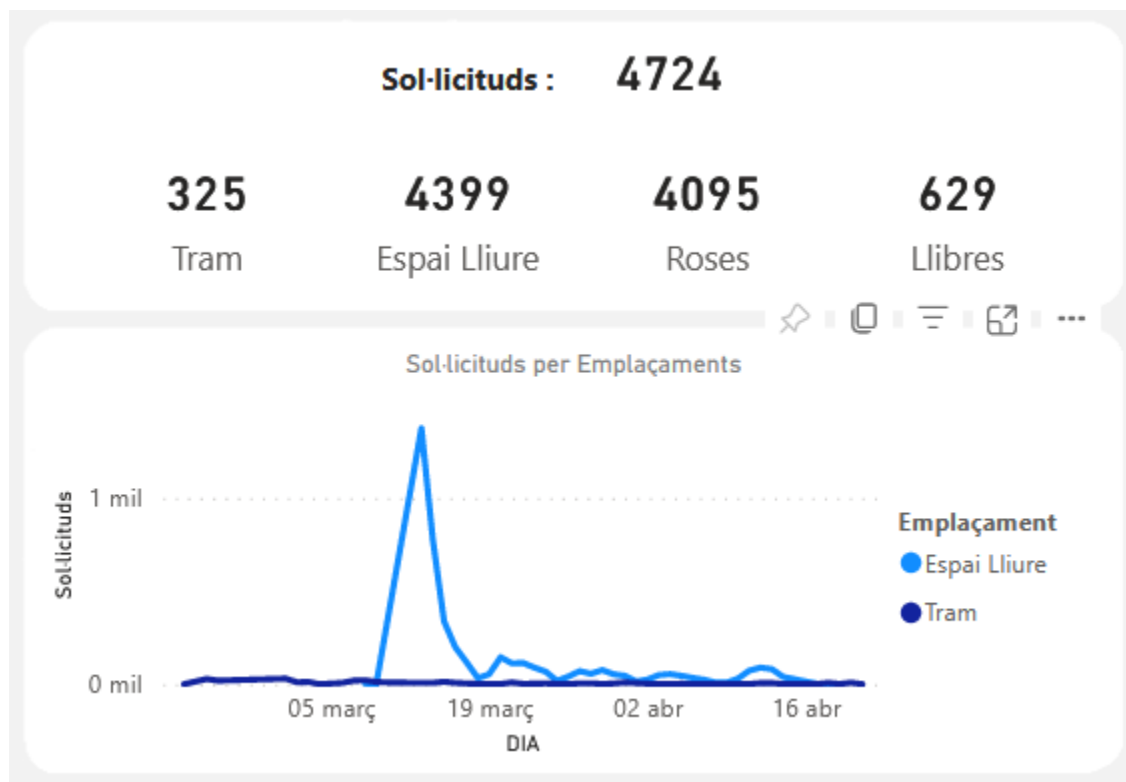 Sol·licituds : 4724
325 4399 4095 629
Tram Espai Lliure Roses Llibres
Sol·licituds per Emplaçaments
Sol·licituds
1 mil
0 mil
05 març 19 març 02 abr 16 abr
DIA
Emplaçament
Espai Lliure
Tram